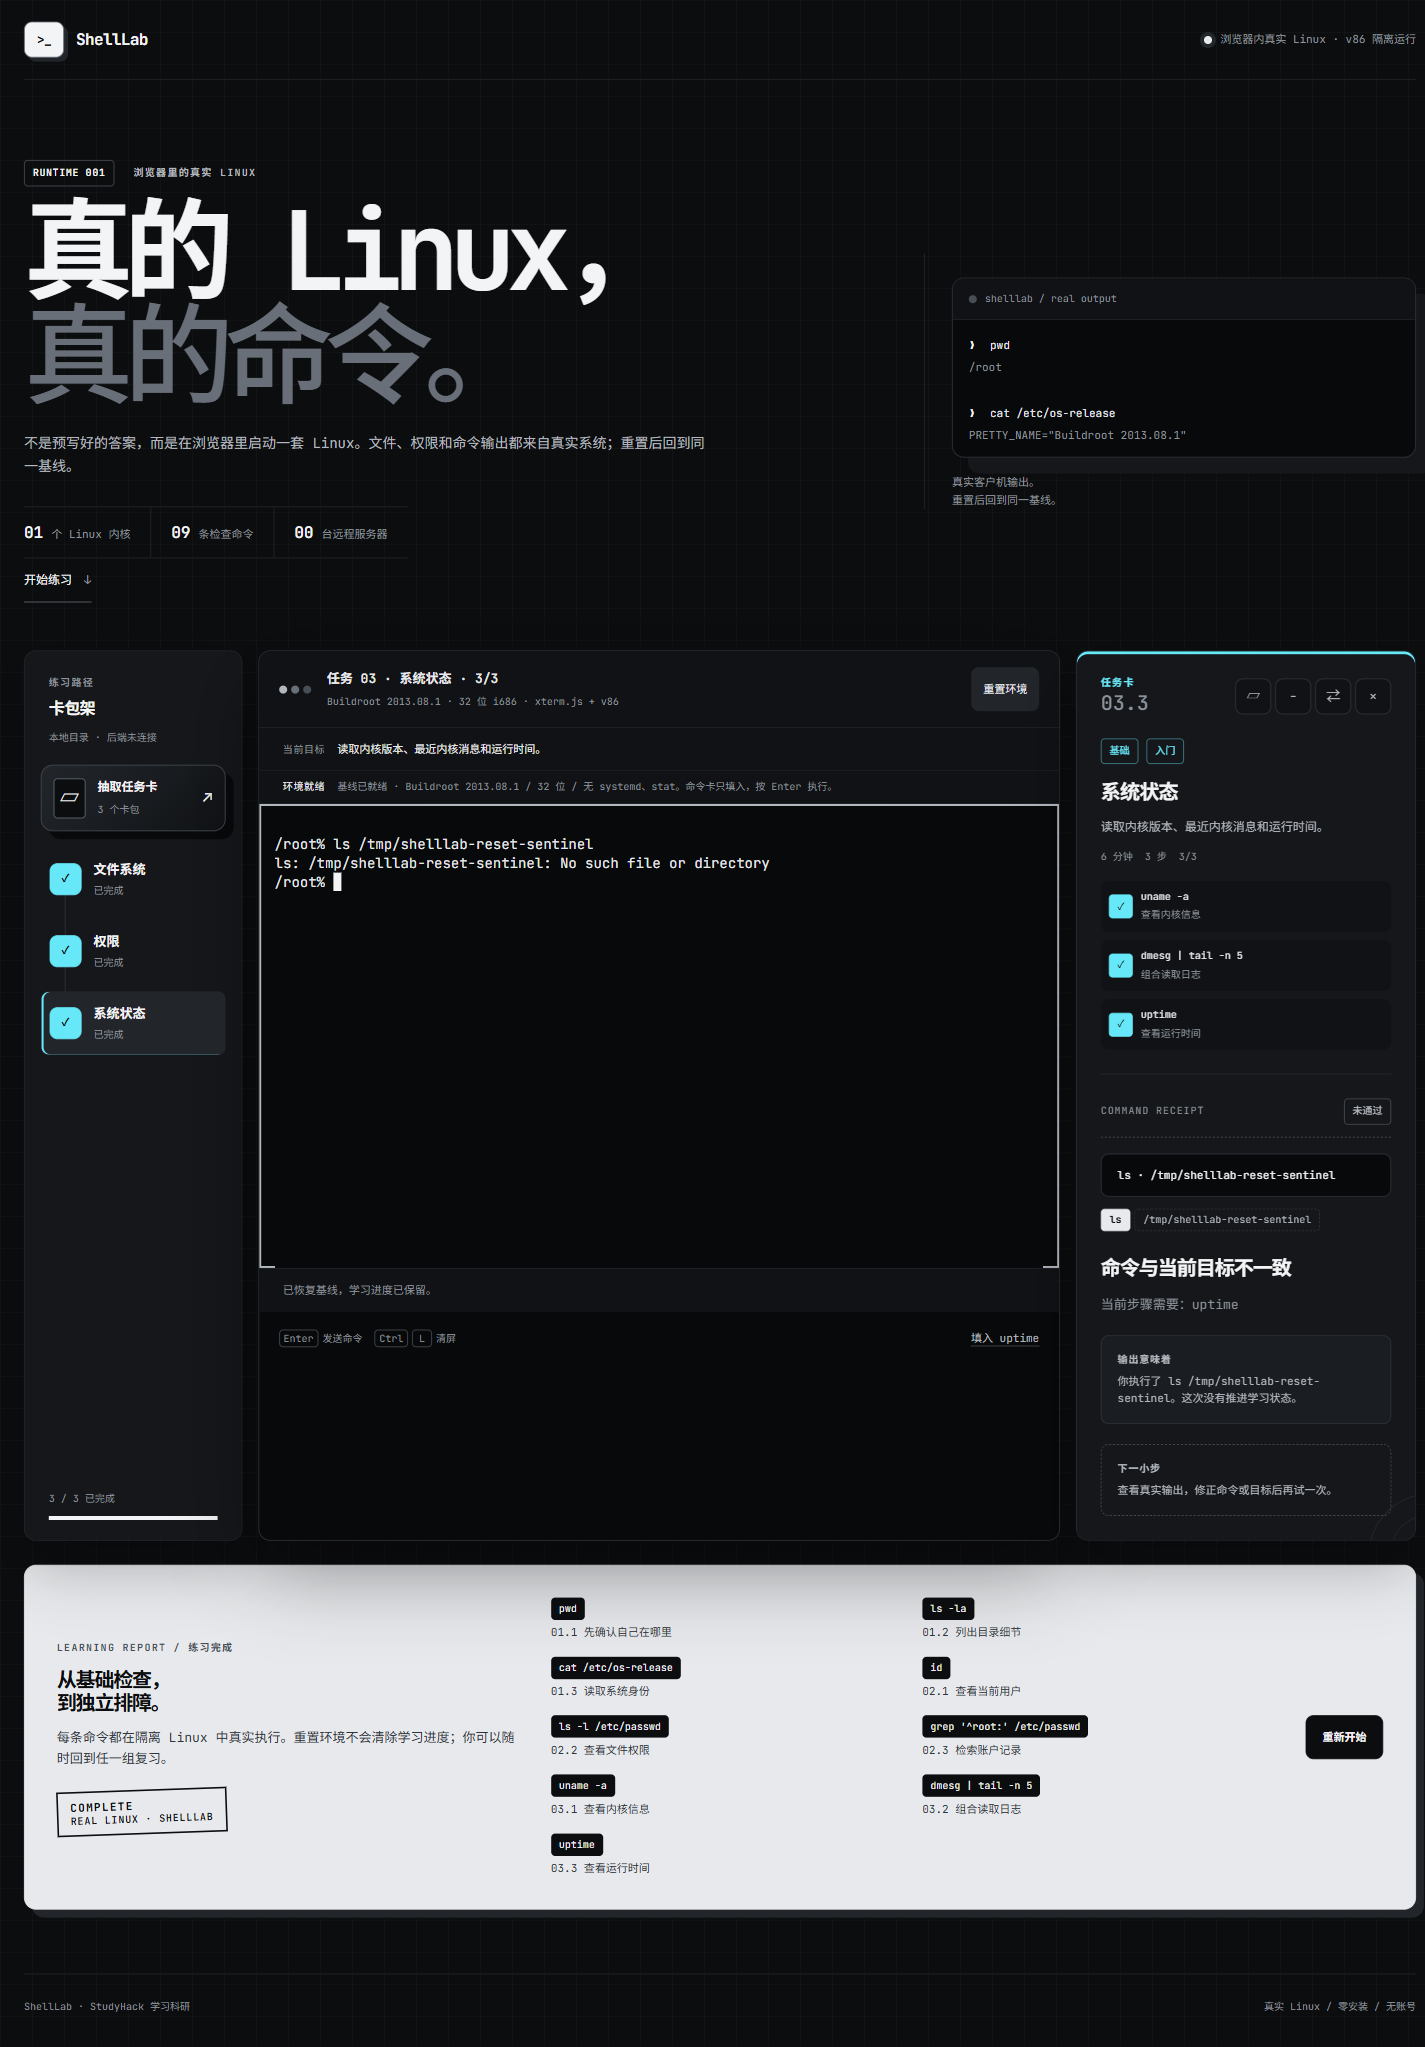 >_ ShellLab
浏览器内真实 Linux · v86 隔离运行
RUNTIME 001 浏览器里的真实 LINUX
真的 Linux，
真的命令。
不是预写好的答案，而是在浏览器里启动一套 Linux。文件、权限和命令输出都来自真实系统；重置后回到同
一基线。
01 个 Linux 内核 09 条检查命令 00 台远程服务器
开始练习 ↓
shelllab / real output
❯ pwd
/root
❯ cat /etc/os-release
PRETTY_NAME="Buildroot 2013.08.1"
真实客户机输出。
重置后回到同一基线。
练习路径
卡包架
本地目录 · 后端未连接
抽取任务卡
3 个卡包
↗
✓ 文件系统
已完成
✓ 权限
已完成
✓ 系统状态
已完成
3 / 3 已完成
任务 03 · 系统状态 · 3/3
Buildroot 2013.08.1 · 32 位 i686 · xterm.js + v86
重置环境
当前目标 读取内核版本、最近内核消息和运行时间。
环境就绪 基线已就绪 · Buildroot 2013.08.1 / 32 位 / 无 systemd、stat。命令卡只填入，按 Enter 执行。
/root% ls /tmp/shelllab-reset-sentinel
ls: /tmp/shelllab-reset-sentinel: No such file or directory
/root%
已恢复基线，学习进度已保留。
Enter 发送命令 Ctrl L 清屏
填入 uptime
任务卡
03.3
▱ - ⇄ ×
基础 入门
系统状态
读取内核版本、最近内核消息和运行时间。
6 分钟 3 步 3/3
✓ uname -a
查看内核信息
✓ dmesg | tail -n 5
组合读取日志
✓ uptime
查看运行时间
COMMAND RECEIPT 未通过
ls · /tmp/shelllab-reset-sentinel
ls /tmp/shelllab-reset-sentinel
命令与当前目标不一致
当前步骤需要：uptime
输出意味着
你执行了 ls /tmp/shelllab-reset-
sentinel。这次没有推进学习状态。
下一小步
查看真实输出，修正命令或目标后再试一次。
LEARNING REPORT / 练习完成
从基础检查，
到独立排障。
每条命令都在隔离 Linux 中真实执行。重置环境不会清除学习进度；你可以随
时回到任一组复习。
COMPLETE
REAL LINUX · SHELLLAB
pwd
01.1 先确认自己在哪里
ls -la
01.2 列出目录细节
cat /etc/os-release
01.3 读取系统身份
id
02.1 查看当前用户
ls -l /etc/passwd
02.2 查看文件权限
grep '^root:' /etc/passwd
02.3 检索账户记录
uname -a
03.1 查看内核信息
dmesg | tail -n 5
03.2 组合读取日志
uptime
03.3 查看运行时间
重新开始
ShellLab · StudyHack 学习科研
真实 Linux / 零安装 / 无账号